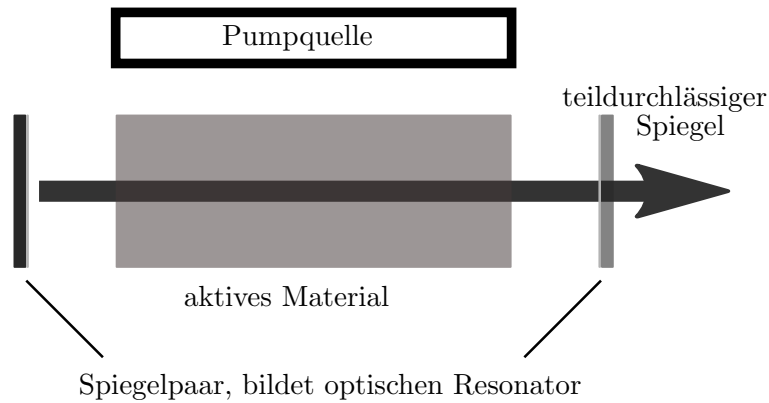 Pumpquelle
teildurchlässiger
Spiegel
aktives Material
Spiegelpaar, bildet optischen Resonator